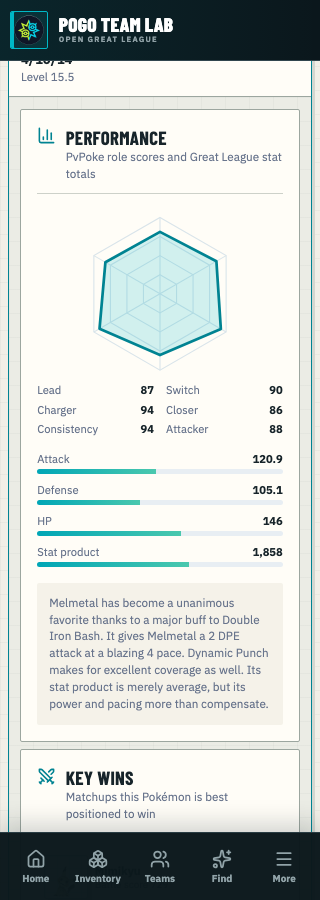 POGO TEAM LAB
OPEN GREAT LEAGUE
4/15/14
Level 15.5
PERFORMANCE
PvPoke role scores and Great League stat
totals
Lead 87 Switch 90
Charger 94 Closer 86
Consistency 94 Attacker 88
Attack 120.9
Defense 105.1
HP 146
Stat product 1,858
Melmetal has become a unanimous
favorite thanks to a major buff to Double
Iron Bash. It gives Melmetal a 2 DPE
attack at a blazing 4 pace. Dynamic Punch
makes for excellent coverage as well. Its
stat product is merely average, but its
power and pacing more than compensate.
KEY WINS
Matchups this Pokémon is best
positioned to win
Home Inventory Teams Find More